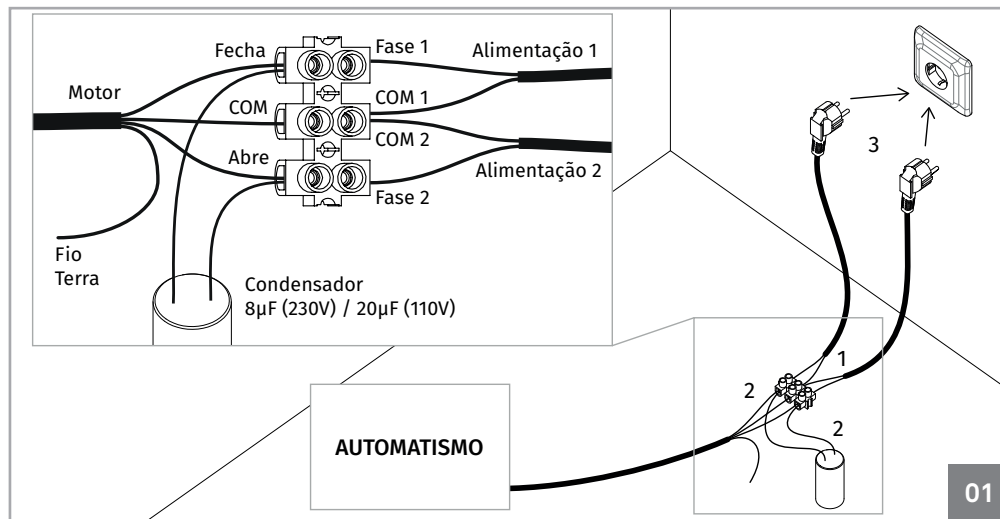 Fecha
Fase 1
Alimentação 1
Motor
COM
COM 1
COM 2
Abre
Alimentação 2
Fase 2
Fio
Terra
Condensador
8µF (230V) / 20µF (110V)
3
1
2
2
AUTOMATISMO
01